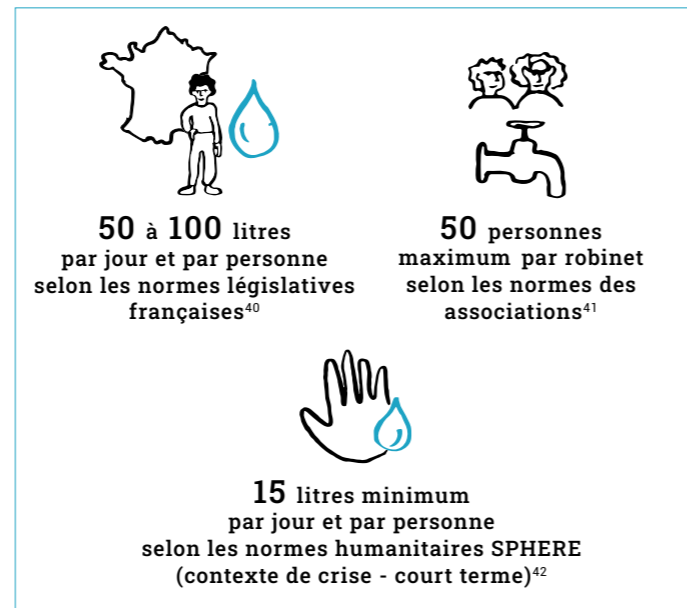 50 à 100 litres
par jour et par personne
selon les normes législatives
françaises⁴⁰
50 personnes
maximum par robinet
selon les normes des
associations⁴¹
15 litres minimum
par jour et par personne
selon les normes humanitaires SPHERE
(contexte de crise - court terme)⁴²